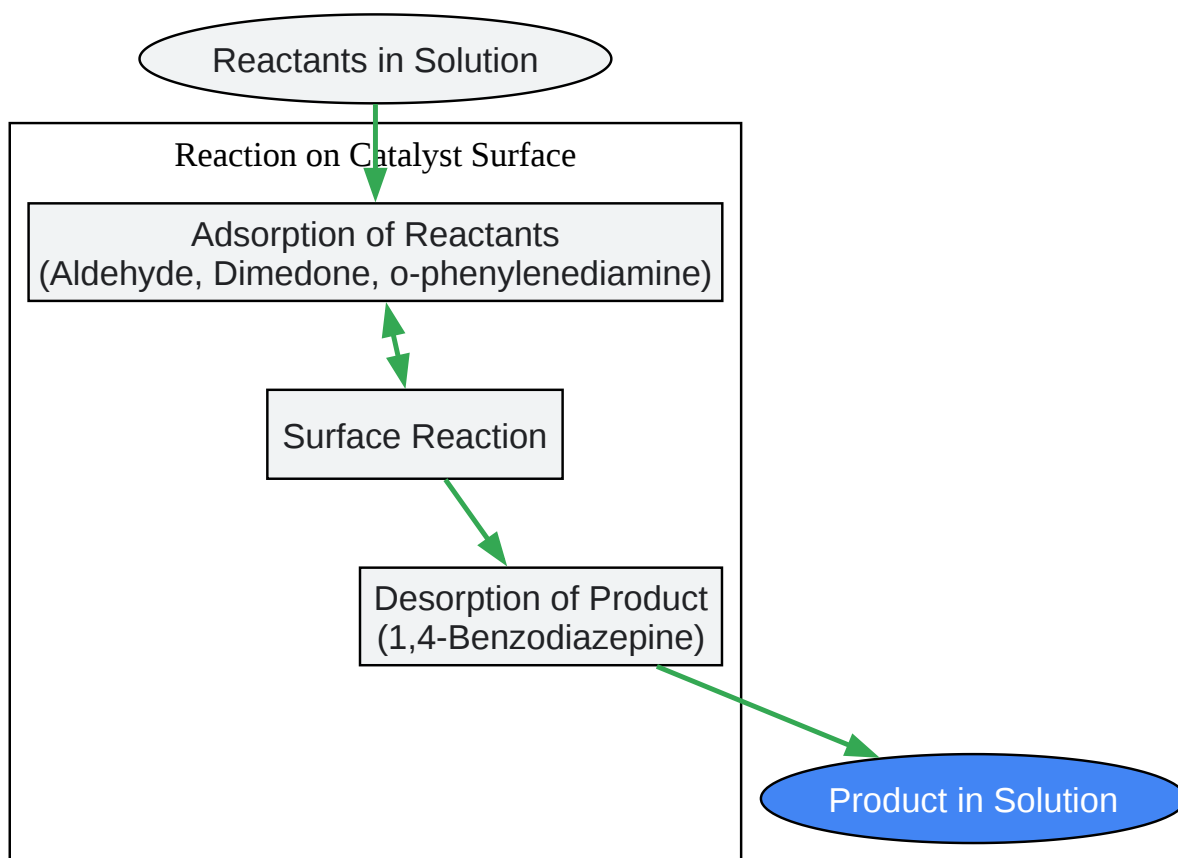 Reactants in Solution
Reaction on Catalyst Surface
Adsorption of Reactants
(Aldehyde, Dimedone, o-phenylenediamine)
Surface Reaction
Desorption of Product
(1,4-Benzodiazepine)
Product in Solution